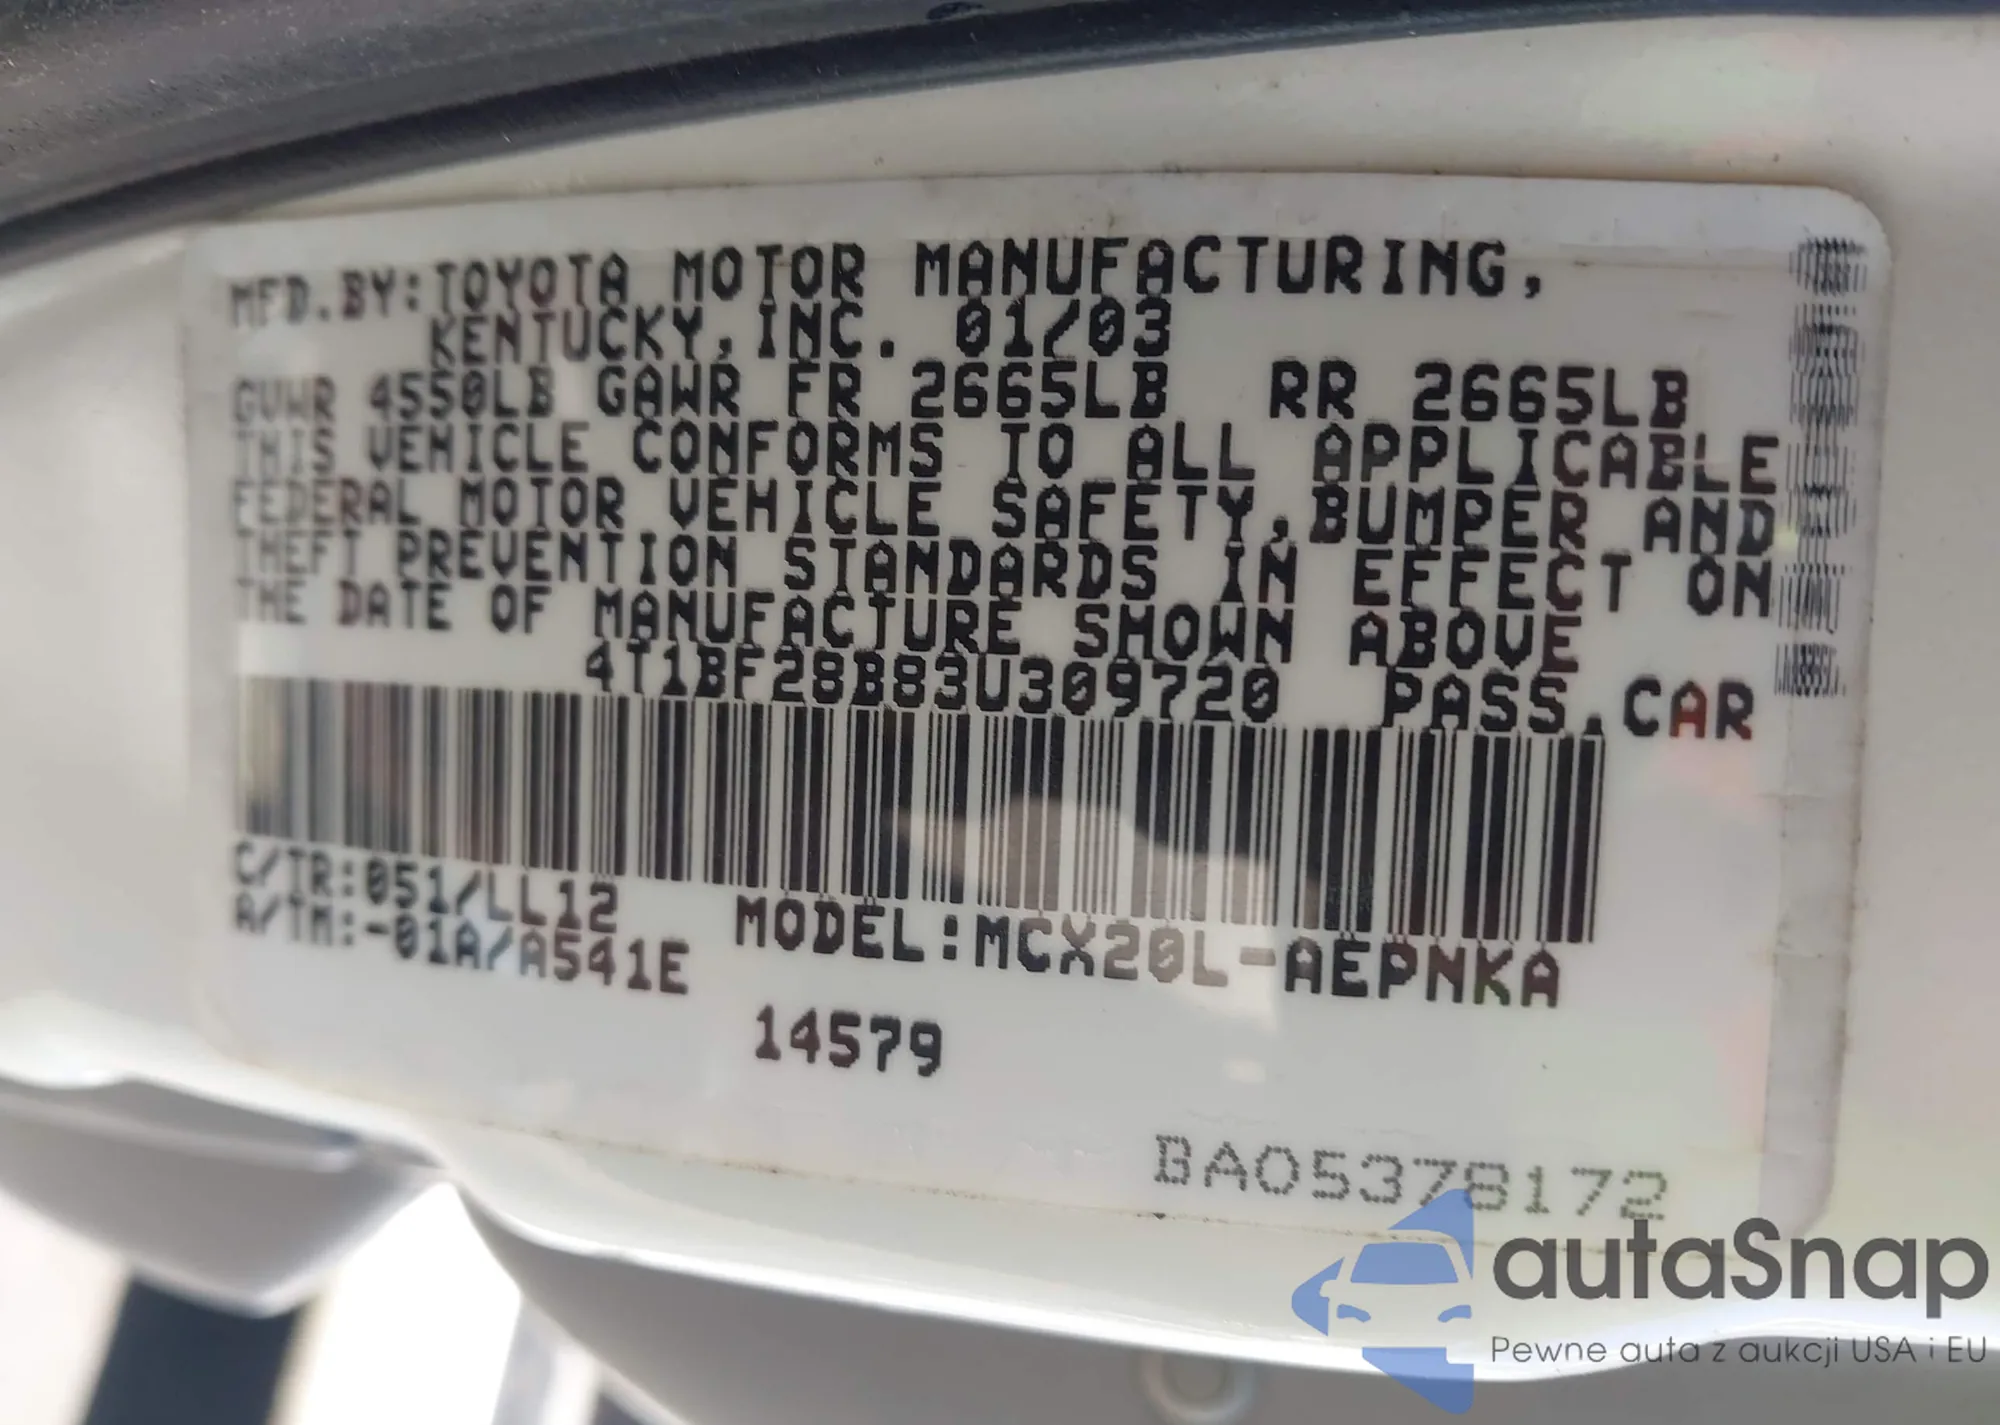 MFD.BY:TOYOTA MOTOR MANUFACTURING,
KENTUCKY,INC. 01/03
GVWR 4550LB GAWR FR 2665LB RR 2665LB
THIS VEHICLE CONFORMS TO ALL APPLICABLE
FEDERAL MOTOR VEHICLE SAFETY,BUMPER AND
THEFT PREVENTION STANDARDS IN EFFECT ON
THE DATE OF MANUFACTURE SHOWN ABOVE
4T1BF28B83U309720 PASS.CAR
C/TR:051/LL12
A/TM:-01A/A541E
MODEL:MCX20L-AEPNKA
14579
BA05378172
autaSnap
Pewne auta z aukcji USA i EU